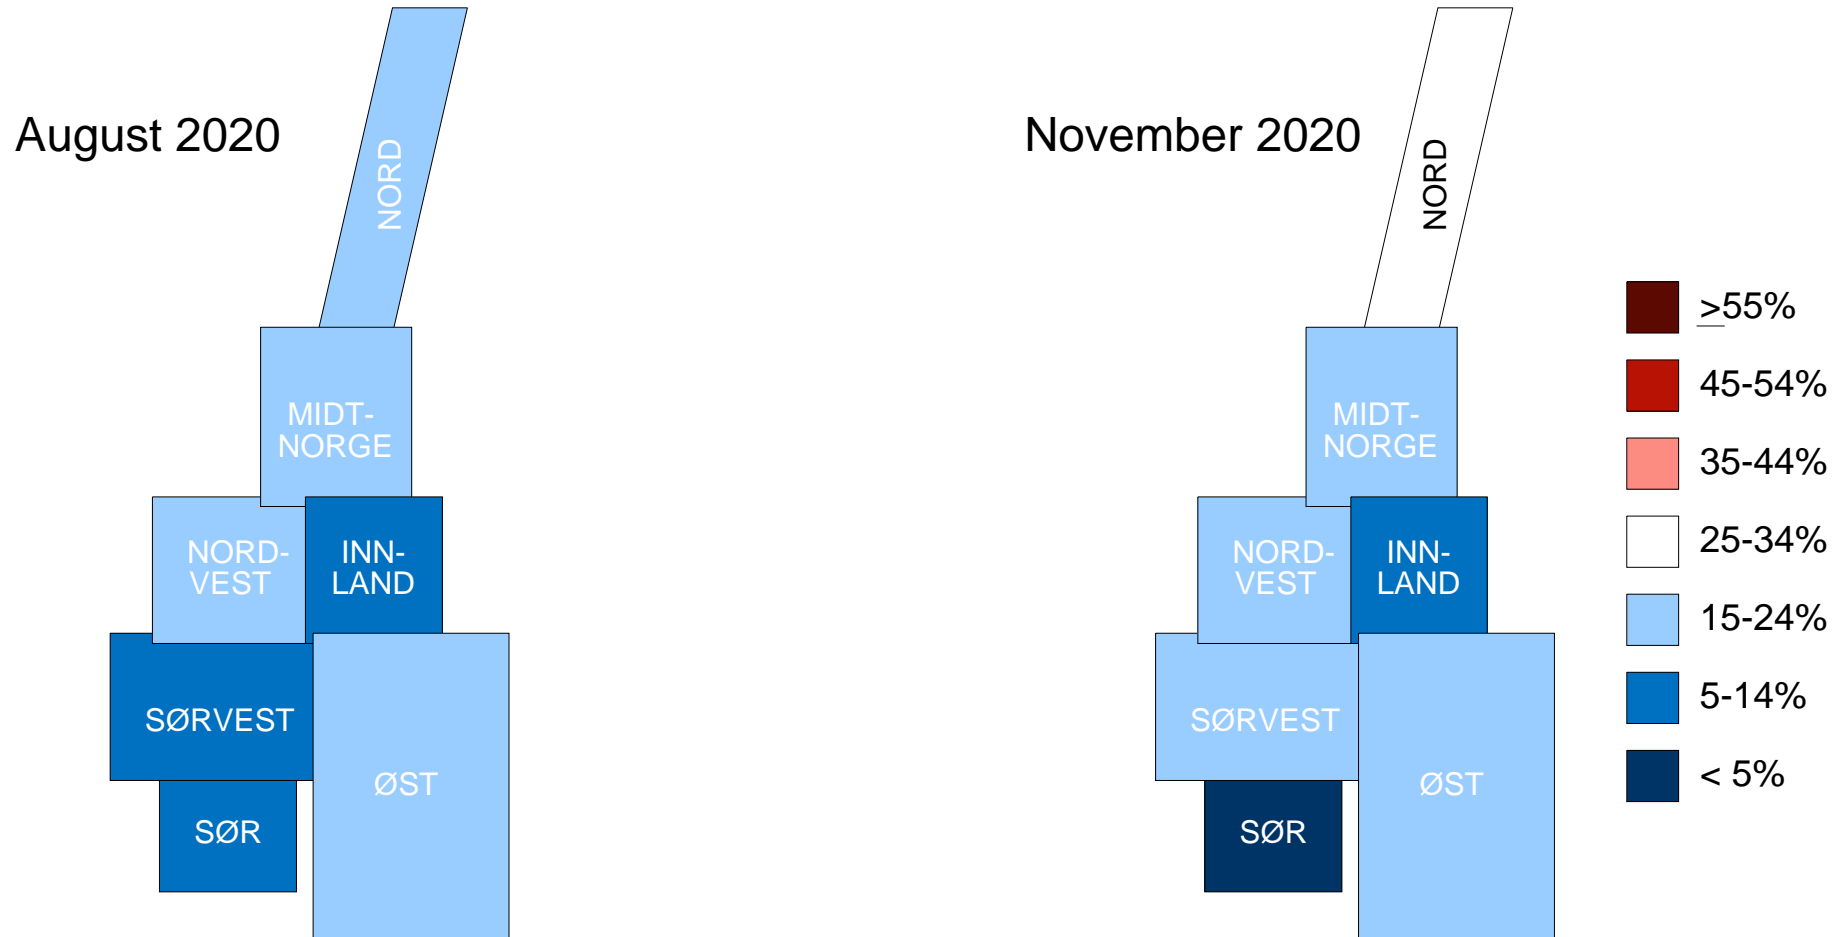 August 2020
NORD
MIDT-
NORGE
NORD-
VEST
INN-
LAND
SØRVEST
ØST
SØR
November 2020
NORD
MIDT-
NORGE
NORD-
VEST
INN-
LAND
SØRVEST
ØST
SØR
>55%
45-54%
35-44%
25-34%
15-24%
5-14%
< 5%